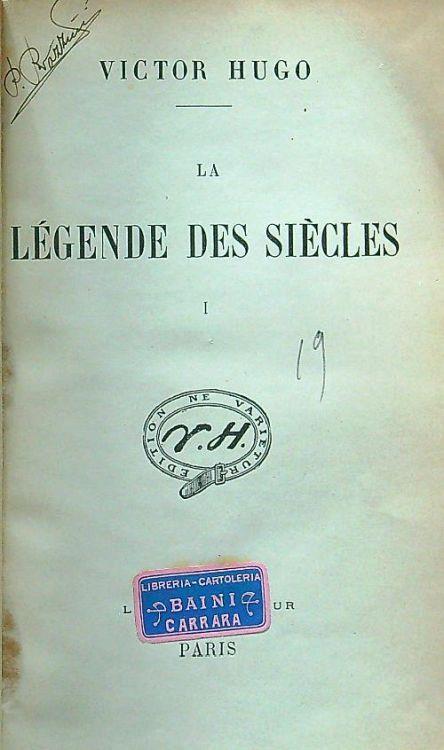 VICTOR HUGO
LA
LÉGENDE DES SIÈCLES
I
19
EDITION NE VARIETUR
V.H.
LIBRERIA-CARTOLERIA
BAINI
CARRARA
L UR
PARIS